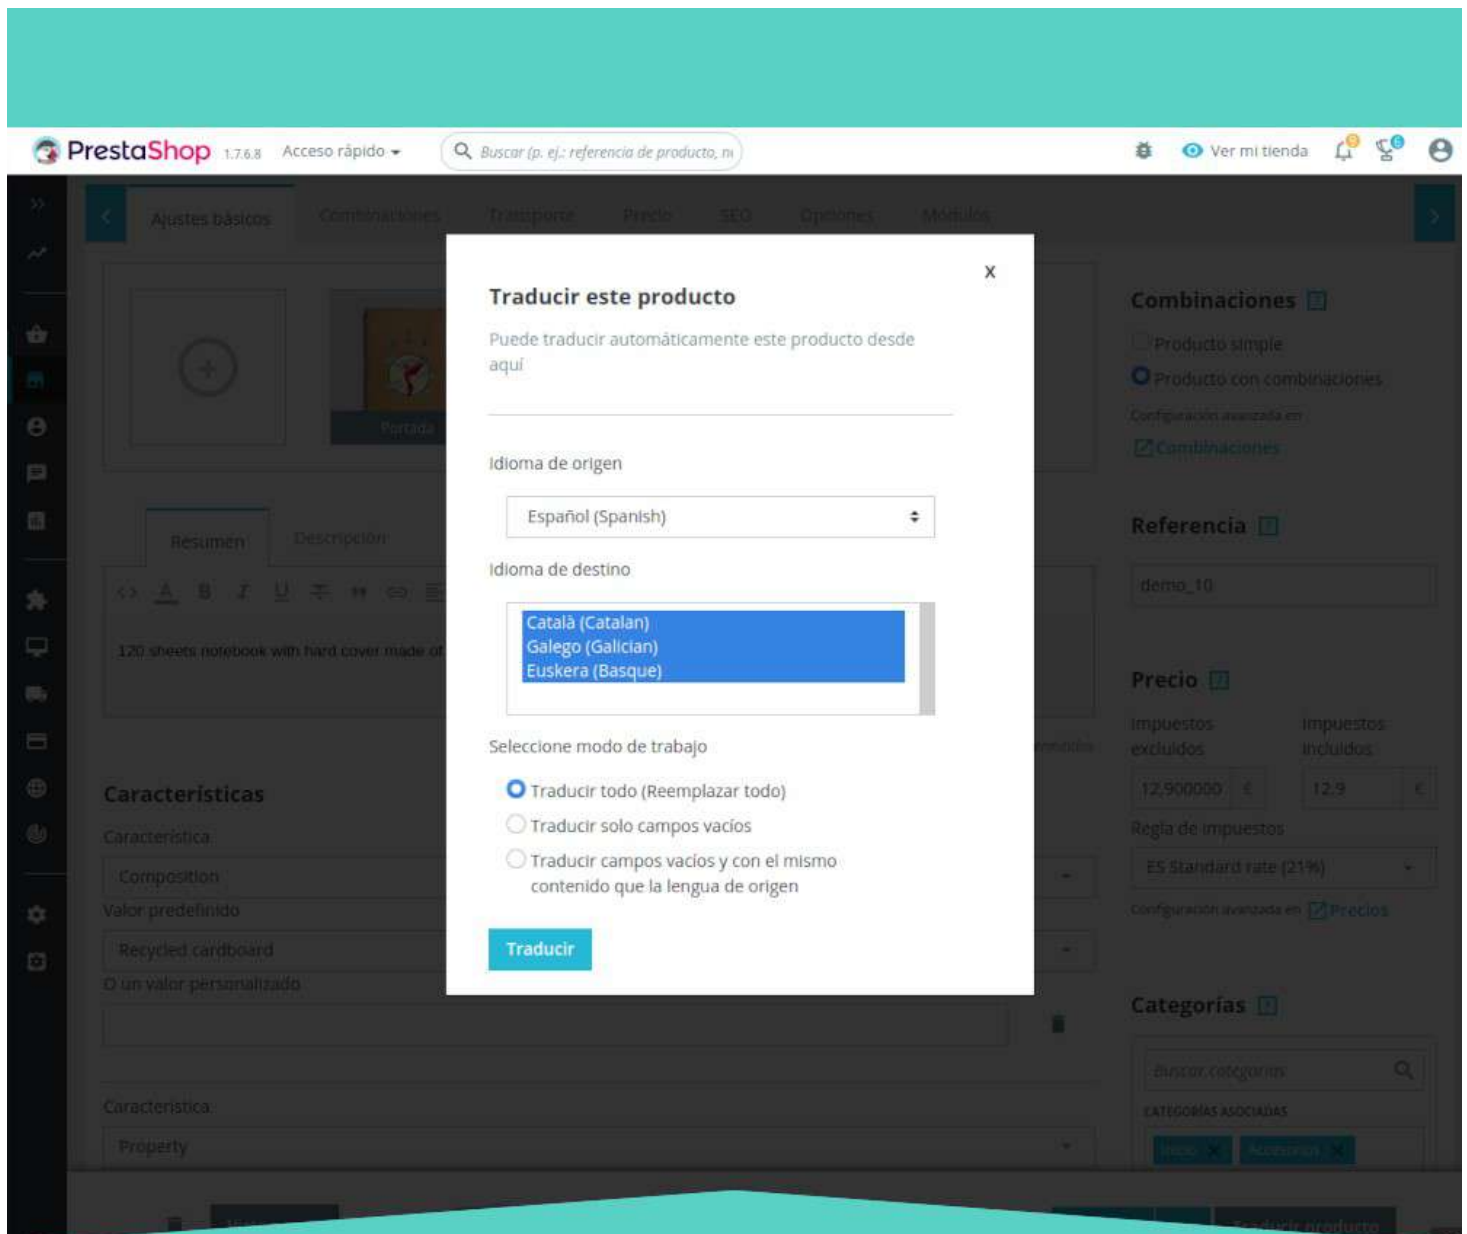 PrestaShop 1.7.6.8 Acceso rápido Buscar (p. ej.: referencia de producto, n Ver mi tienda
Ajustes básicos Combinaciones Transporte Precio SEO Opciones Módulos
X
Traducir este producto
Puede traducir automáticamente este producto desde
aquí
Idioma de origen
Español (Spanish)
Idioma de destino
Català (Catalan)
Galego (Galician)
Euskera (Basque)
Seleccione modo de trabajo
Traducir todo (Reemplazar todo)
Traducir solo campos vacíos
Traducir campos vacíos y con el mismo
contenido que la lengua de origen
Traducir
Portada
Resumen Descripción
120 sheets notebook with hard cover made of
Características
Característica
Composition
Valor predefinido
Recycled cardboard
O un valor personalizado
Característica
Property
Combinaciones ?
Producto simple
Producto con combinaciones
Configuración avanzada en
Combinaciones
Referencia ?
demo_10
Precio ?
Impuestos
excluidos
Impuestos
incluidos
12,900000 €
12.9 €
Regla de impuestos
ES Standard rate (21%)
Configuración avanzada en Precios
Categorías ?
Buscar categorías
CATEGORÍAS ASOCIADAS
Inicio Accesorios
Traducir producto